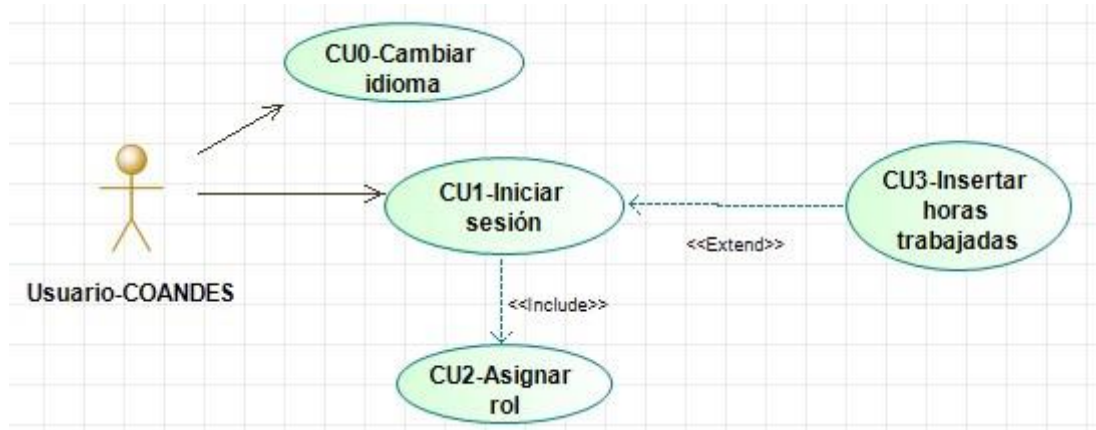 CU0-Cambiar
idioma
CU1-Iniciar
sesión
CU3-Insertar
horas
trabajadas
<<Extend>>
Usuario-COANDES
<<Include>>
CU2-Asignar
rol